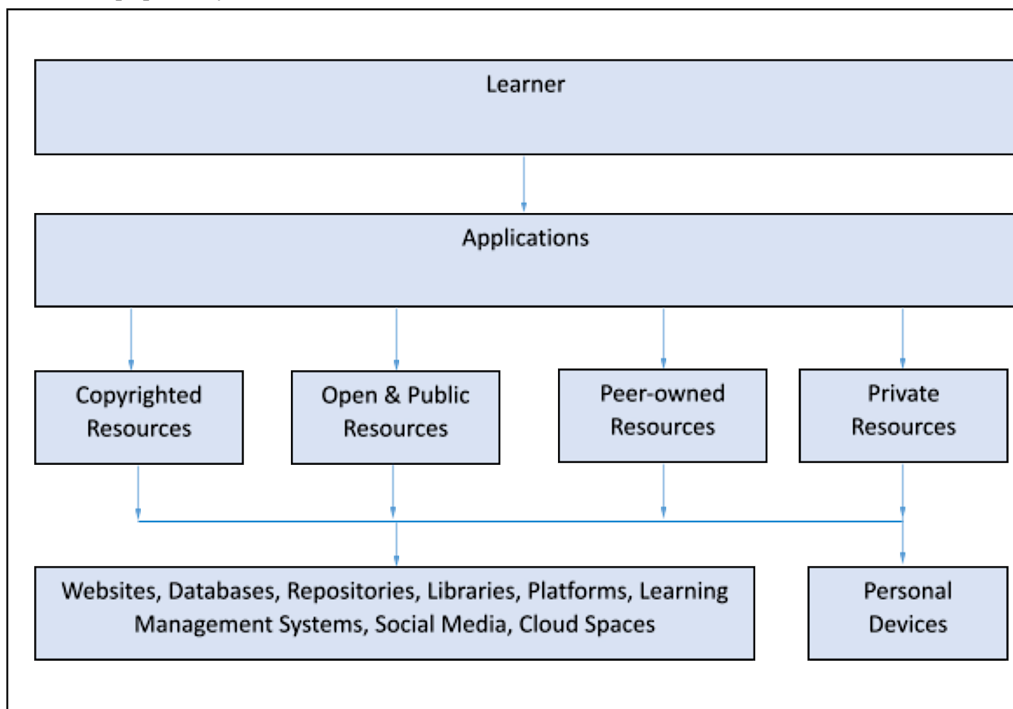 Learner
Applications
Copyrighted
Resources
Open & Public
Resources
Peer-owned
Resources
Private
Resources
Websites, Databases, Repositories, Libraries, Platforms, Learning
Management Systems, Social Media, Cloud Spaces
Personal
Devices